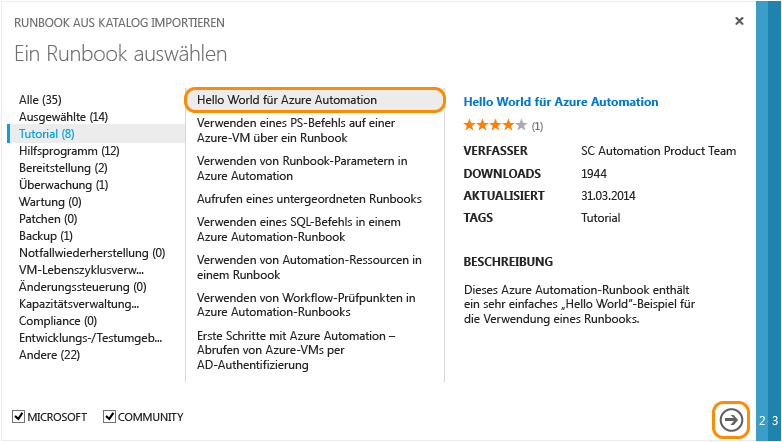 RUNBOOK AUS KATALOG IMPORTIEREN
Ein Runbook auswählen
Alle (35)
Ausgewählte (14)
Tutorial (8)
Hilfsprogramm (12)
Bereitstellung (2)
Überwachung (1)
Wartung (0)
Patchen (0)
Backup (1)
Notfallwiederherstellung (0)
VM-Lebenszyklusverw...
Änderungssteuerung (0)
Kapazitätsverwaltung...
Compliance (0)
Entwicklungs-/Testumgeb...
Andere (22)
Hello World für Azure Automation
Verwenden eines PS-Befehls auf einer
Azure-VM über ein Runbook
Verwenden von Runbook-Parametern in
Azure Automation
Aufrufen eines untergeordneten Runbooks
Verwenden eines SQL-Befehls in einem
Azure Automation-Runbook
Verwenden von Automation-Ressourcen in
einem Runbook
Verwenden von Workflow-Prüfpunkten in
Azure Automation-Runbooks
Erste Schritte mit Azure Automation –
Abrufen von Azure-VMs per
AD-Authentifizierung
Hello World für Azure Automation
(1)
VERFASSER SC Automation Product Team
DOWNLOADS 1944
AKTUALISIERT 31.03.2014
TAGS Tutorial
BESCHREIBUNG
Dieses Azure Automation-Runbook enthält
ein sehr einfaches „Hello World“-Beispiel für
die Verwendung eines Runbooks.
MICROSOFT COMMUNITY
2 3